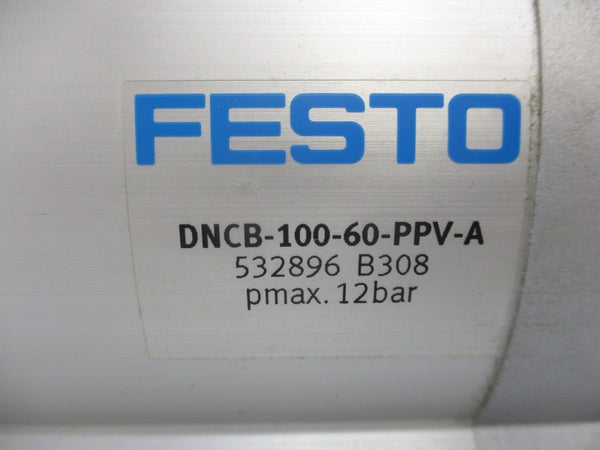 FESTO
DNCB-100-60-PPV-A
532896 B308
pmax. 12bar